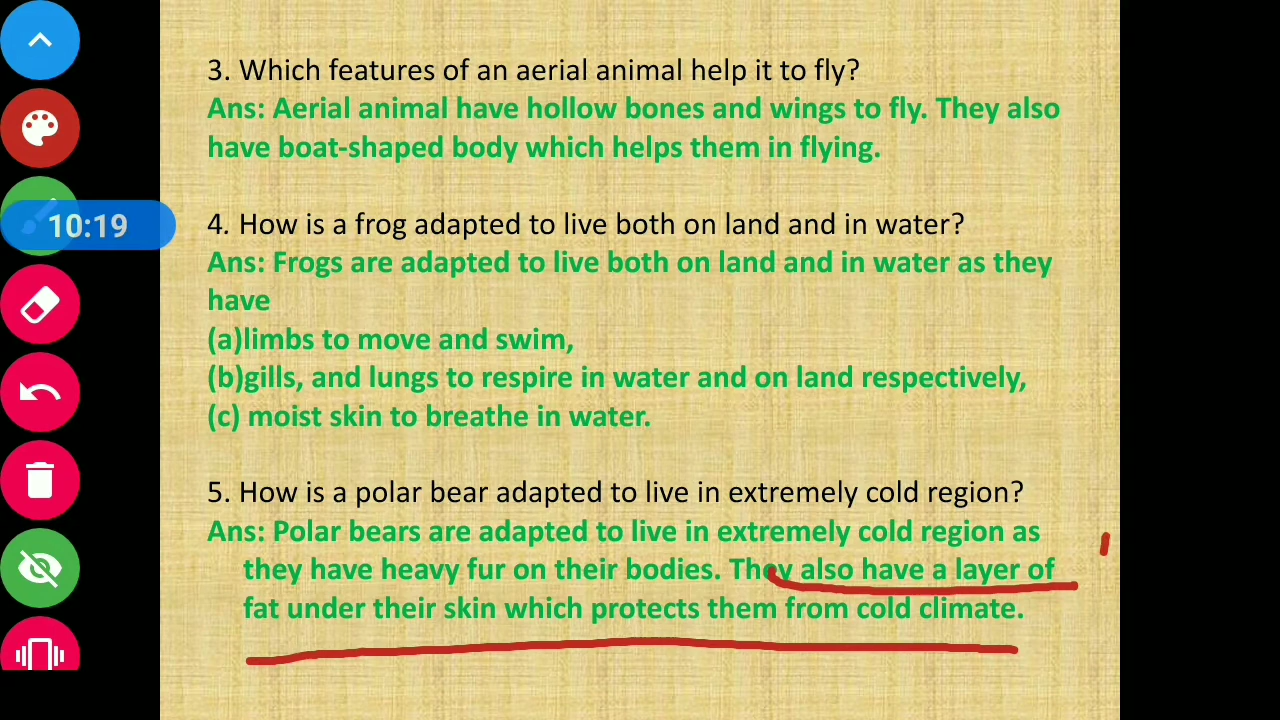 3. Which features of an aerial animal help it to fly?
Ans: Aerial animal have hollow bones and wings to fly. They also
have boat-shaped body which helps them in flying.
10:19
4. How is a frog adapted to live both on land and in water?
Ans: Frogs are adapted to live both on land and in water as they
have
(a)limbs to move and swim,
(b)gills, and lungs to respire in water and on land respectively,
(c) moist skin to breathe in water.
5. How is a polar bear adapted to live in extremely cold region?
Ans: Polar bears are adapted to live in extremely cold region as
they have heavy fur on their bodies. They also have a layer of
fat under their skin which protects them from cold climate.